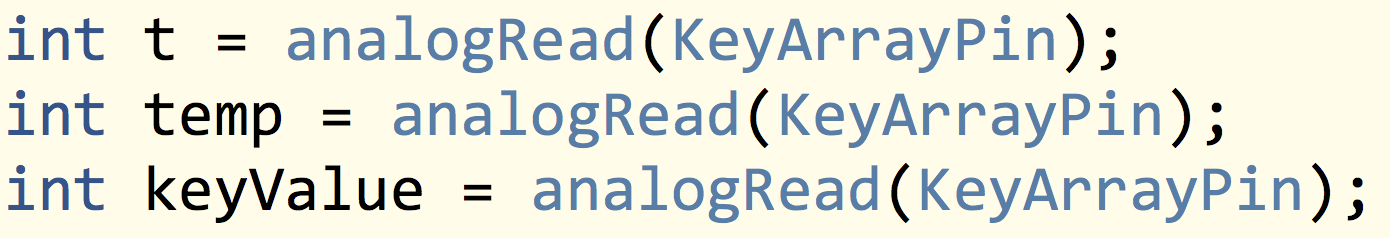 int t = analogRead(KeyArrayPin);
int temp = analogRead(KeyArrayPin);
int keyValue = analogRead(KeyArrayPin);